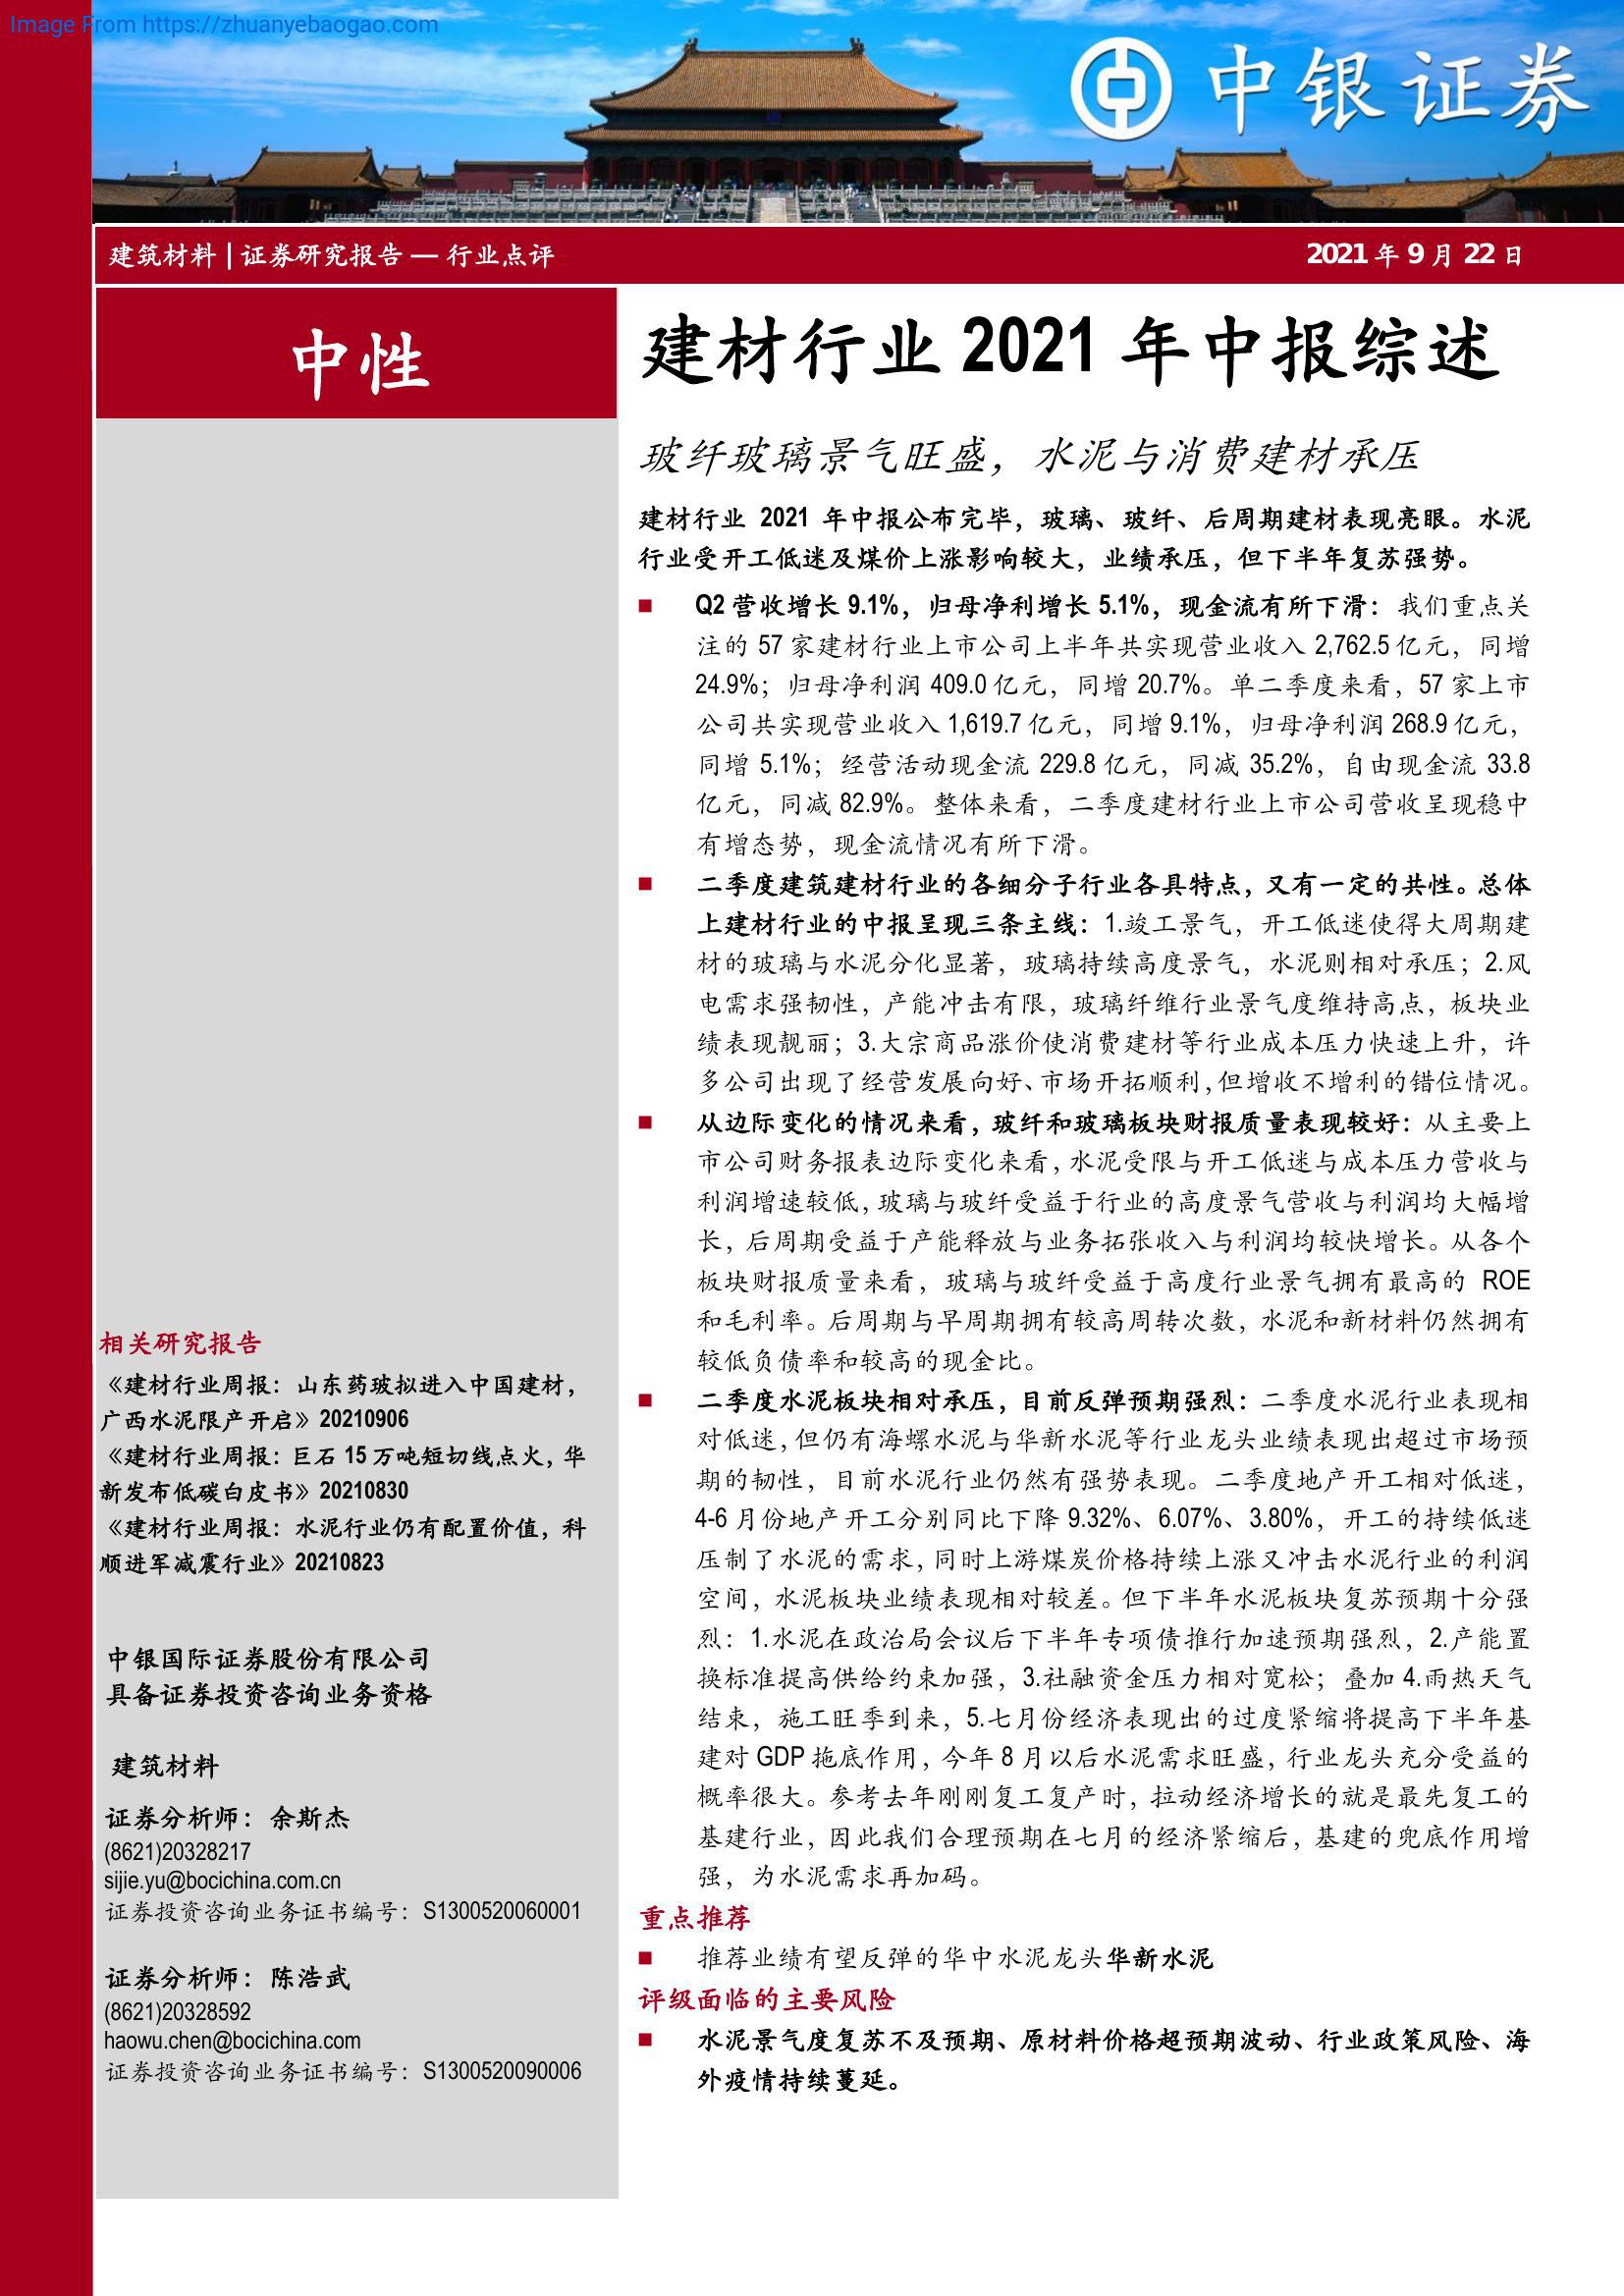 Image From https://zhuanyebaogao.com
中银证券
建筑材料 | 证券研究报告 — 行业点评
2021 年 9 月 22 日
中性
建材行业 2021 年中报综述
玻纤玻璃景气旺盛，水泥与消费建材承压
建材行业 2021 年中报公布完毕，玻璃、玻纤、后周期建材表现亮眼。水泥
行业受开工低迷及煤价上涨影响较大，业绩承压，但下半年复苏强势。
■ Q2 营收增长 9.1%，归母净利增长 5.1%，现金流有所下滑：我们重点关
注的 57 家建材行业上市公司上半年共实现营业收入 2,762.5 亿元，同增
24.9%；归母净利润 409.0 亿元，同增 20.7%。单二季度来看，57 家上市
公司共实现营业收入 1,619.7 亿元，同增 9.1%，归母净利润 268.9 亿元，
同增 5.1%；经营活动现金流 229.8 亿元，同减 35.2%，自由现金流 33.8
亿元，同减 82.9%。整体来看，二季度建材行业上市公司营收呈现稳中
有增态势，现金流情况有所下滑。
■ 二季度建筑建材行业的各细分子行业各具特点，又有一定的共性。总体
上建材行业的中报呈现三条主线：1.竣工景气，开工低迷使得大周期建
材的玻璃与水泥分化显著，玻璃持续高度景气，水泥则相对承压；2.风
电需求强韧性，产能冲击有限，玻璃纤维行业景气度维持高点，板块业
绩表现靓丽；3.大宗商品涨价使消费建材等行业成本压力快速上升，许
多公司出现了经营发展向好、市场开拓顺利，但增收不增利的错位情况。
■ 从边际变化的情况来看，玻纤和玻璃板块财报质量表现较好：从主要上
市公司财务报表边际变化来看，水泥受限与开工低迷与成本压力营收与
利润增速较低，玻璃与玻纤受益于行业的高度景气营收与利润均大幅增
长，后周期受益于产能释放与业务拓张收入与利润均较快增长。从各个
板块财报质量来看，玻璃与玻纤受益于高度行业景气拥有最高的 ROE
和毛利率。后周期与早周期拥有较高周转次数，水泥和新材料仍然拥有
较低负债率和较高的现金比。
■ 二季度水泥板块相对承压，目前反弹预期强烈：二季度水泥行业表现相
对低迷，但仍有海螺水泥与华新水泥等行业龙头业绩表现出超过市场预
期的韧性，目前水泥行业仍然有强势表现。二季度地产开工相对低迷，
4-6 月份地产开工分别同比下降 9.32%、6.07%、3.80%，开工的持续低迷
压制了水泥的需求，同时上游煤炭价格持续上涨又冲击水泥行业的利润
空间，水泥板块业绩表现相对较差。但下半年水泥板块复苏预期十分强
烈：1.水泥在政治局会议后下半年专项债推行加速预期强烈，2.产能置
换标准提高供给约束加强，3.社融资金压力相对宽松；叠加 4.雨热天气
结束，施工旺季到来，5.七月份经济表现出的过度紧缩将提高下半年基
建对 GDP 拖底作用，今年 8 月以后水泥需求旺盛，行业龙头充分受益的
概率很大。参考去年刚刚复工复产时，拉动经济增长的就是最先复工的
基建行业，因此我们合理预期在七月的经济紧缩后，基建的兜底作用增
强，为水泥需求再加码。
重点推荐
■ 推荐业绩有望反弹的华中水泥龙头华新水泥
评级面临的主要风险
■ 水泥景气度复苏不及预期、原材料价格超预期波动、行业政策风险、海
外疫情持续蔓延。
相关研究报告
《建材行业周报：山东药玻拟进入中国建材，
广西水泥限产开启》20210906
《建材行业周报：巨石 15 万吨短切线点火，华
新发布低碳白皮书》20210830
《建材行业周报：水泥行业仍有配置价值，科
顺进军减震行业》20210823
中银国际证券股份有限公司
具备证券投资咨询业务资格
建筑材料
证券分析师：余斯杰
(8621)20328217
sijie.yu@bocichina.com.cn
证券投资咨询业务证书编号：S1300520060001
证券分析师：陈浩武
(8621)20328592
haowu.chen@bocichina.com
证券投资咨询业务证书编号：S1300520090006